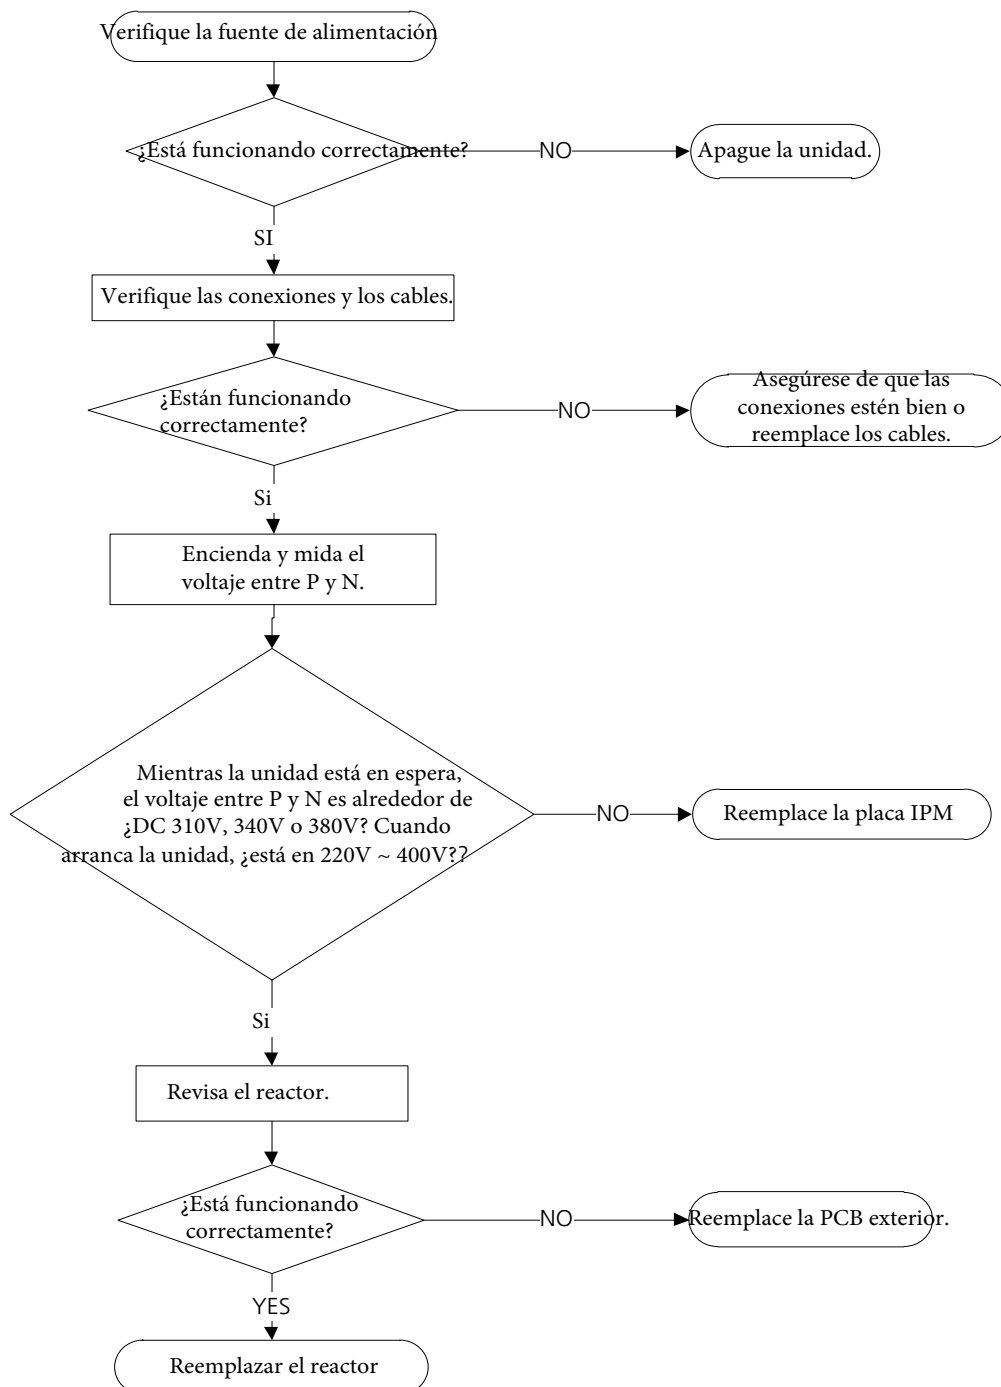 Verifique la fuente de alimentación
¿Está funcionando correctamente?
NO
Apague la unidad.
SI
Verifique las conexiones y los cables.
¿Están funcionando
correctamente?
NO
Asegúrese de que las
conexiones estén bien o
reemplace los cables.
Si
Encienda y mida el
voltaje entre P y N.
Mientras la unidad está en espera,
el voltaje entre P y N es alrededor de
¿DC 310V, 340V o 380V? Cuando
arranca la unidad, ¿está en 220V ~ 400V??
NO
Reemplace la placa IPM
Si
Revisa el reactor.
¿Está funcionando
correctamente?
NO
Reemplace la PCB exterior.
YES
Reemplazar el reactor